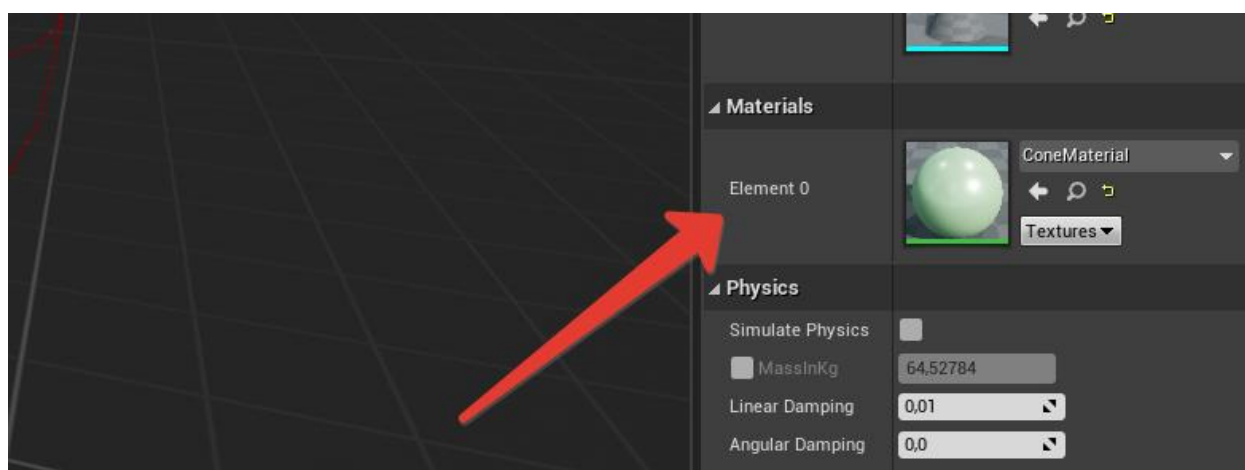 Materials
Element 0
ConeMaterial
Textures
Physics
Simulate Physics
MassInKg
64,52784
Linear Damping
0,01
Angular Damping
0,0